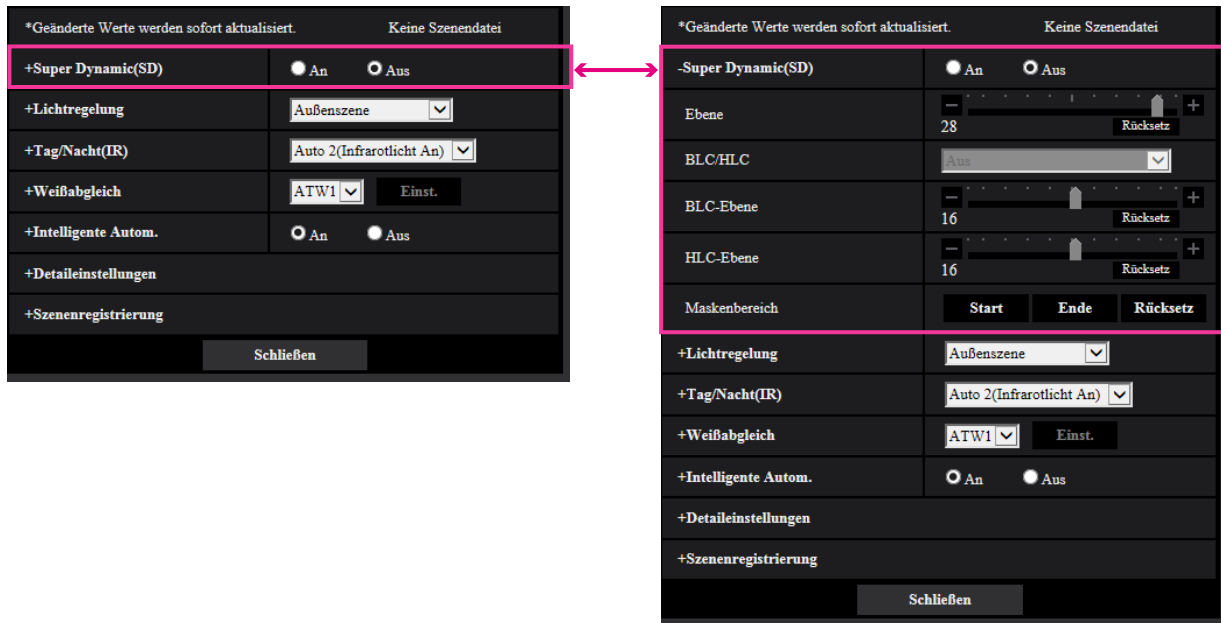 *Geänderte Werte werden sofort aktualisiert. Keine Szenendatei
+Super Dynamic(SD) An Aus
+Lichtregelung Außenszene
+Tag/Nacht(IR) Auto 2(Infrarotlicht An)
+Weißabgleich ATW1 Einst.
+Intelligente Autom. An Aus
+Detaileinstellungen
+Szenenregistrierung
Schließen
*Geänderte Werte werden sofort aktualisiert. Keine Szenendatei
-Super Dynamic(SD) An Aus
Ebene
28 Rücksetz
BLC/HLC Aus
BLC-Ebene
16 Rücksetz
HLC-Ebene
16 Rücksetz
Maskenbereich Start Ende Rücksetz
+Lichtregelung Außenszene
+Tag/Nacht(IR) Auto 2(Infrarotlicht An)
+Weißabgleich ATW1 Einst.
+Intelligente Autom. An Aus
+Detaileinstellungen
+Szenenregistrierung
Schließen